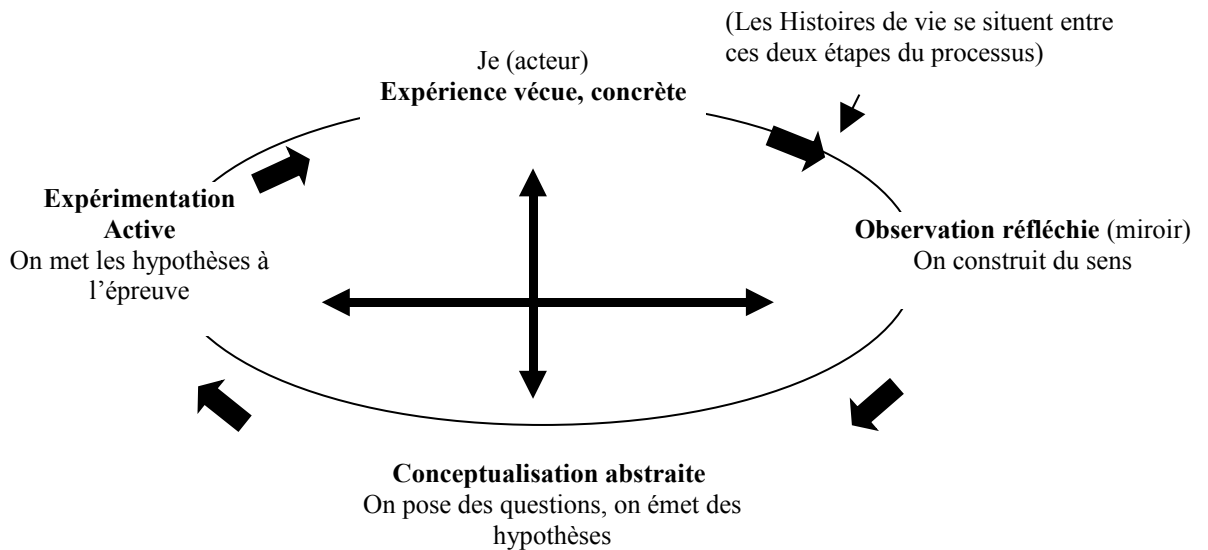 (Les Histoires de vie se situent entre
ces deux étapes du processus)
Je (acteur)
Expérience vécue, concrète
Expérimentation
Active
On met les hypothèses à
l’épreuve
Observation réfléchie (miroir)
On construit du sens
Conceptualisation abstraite
On pose des questions, on émet des
hypothèses